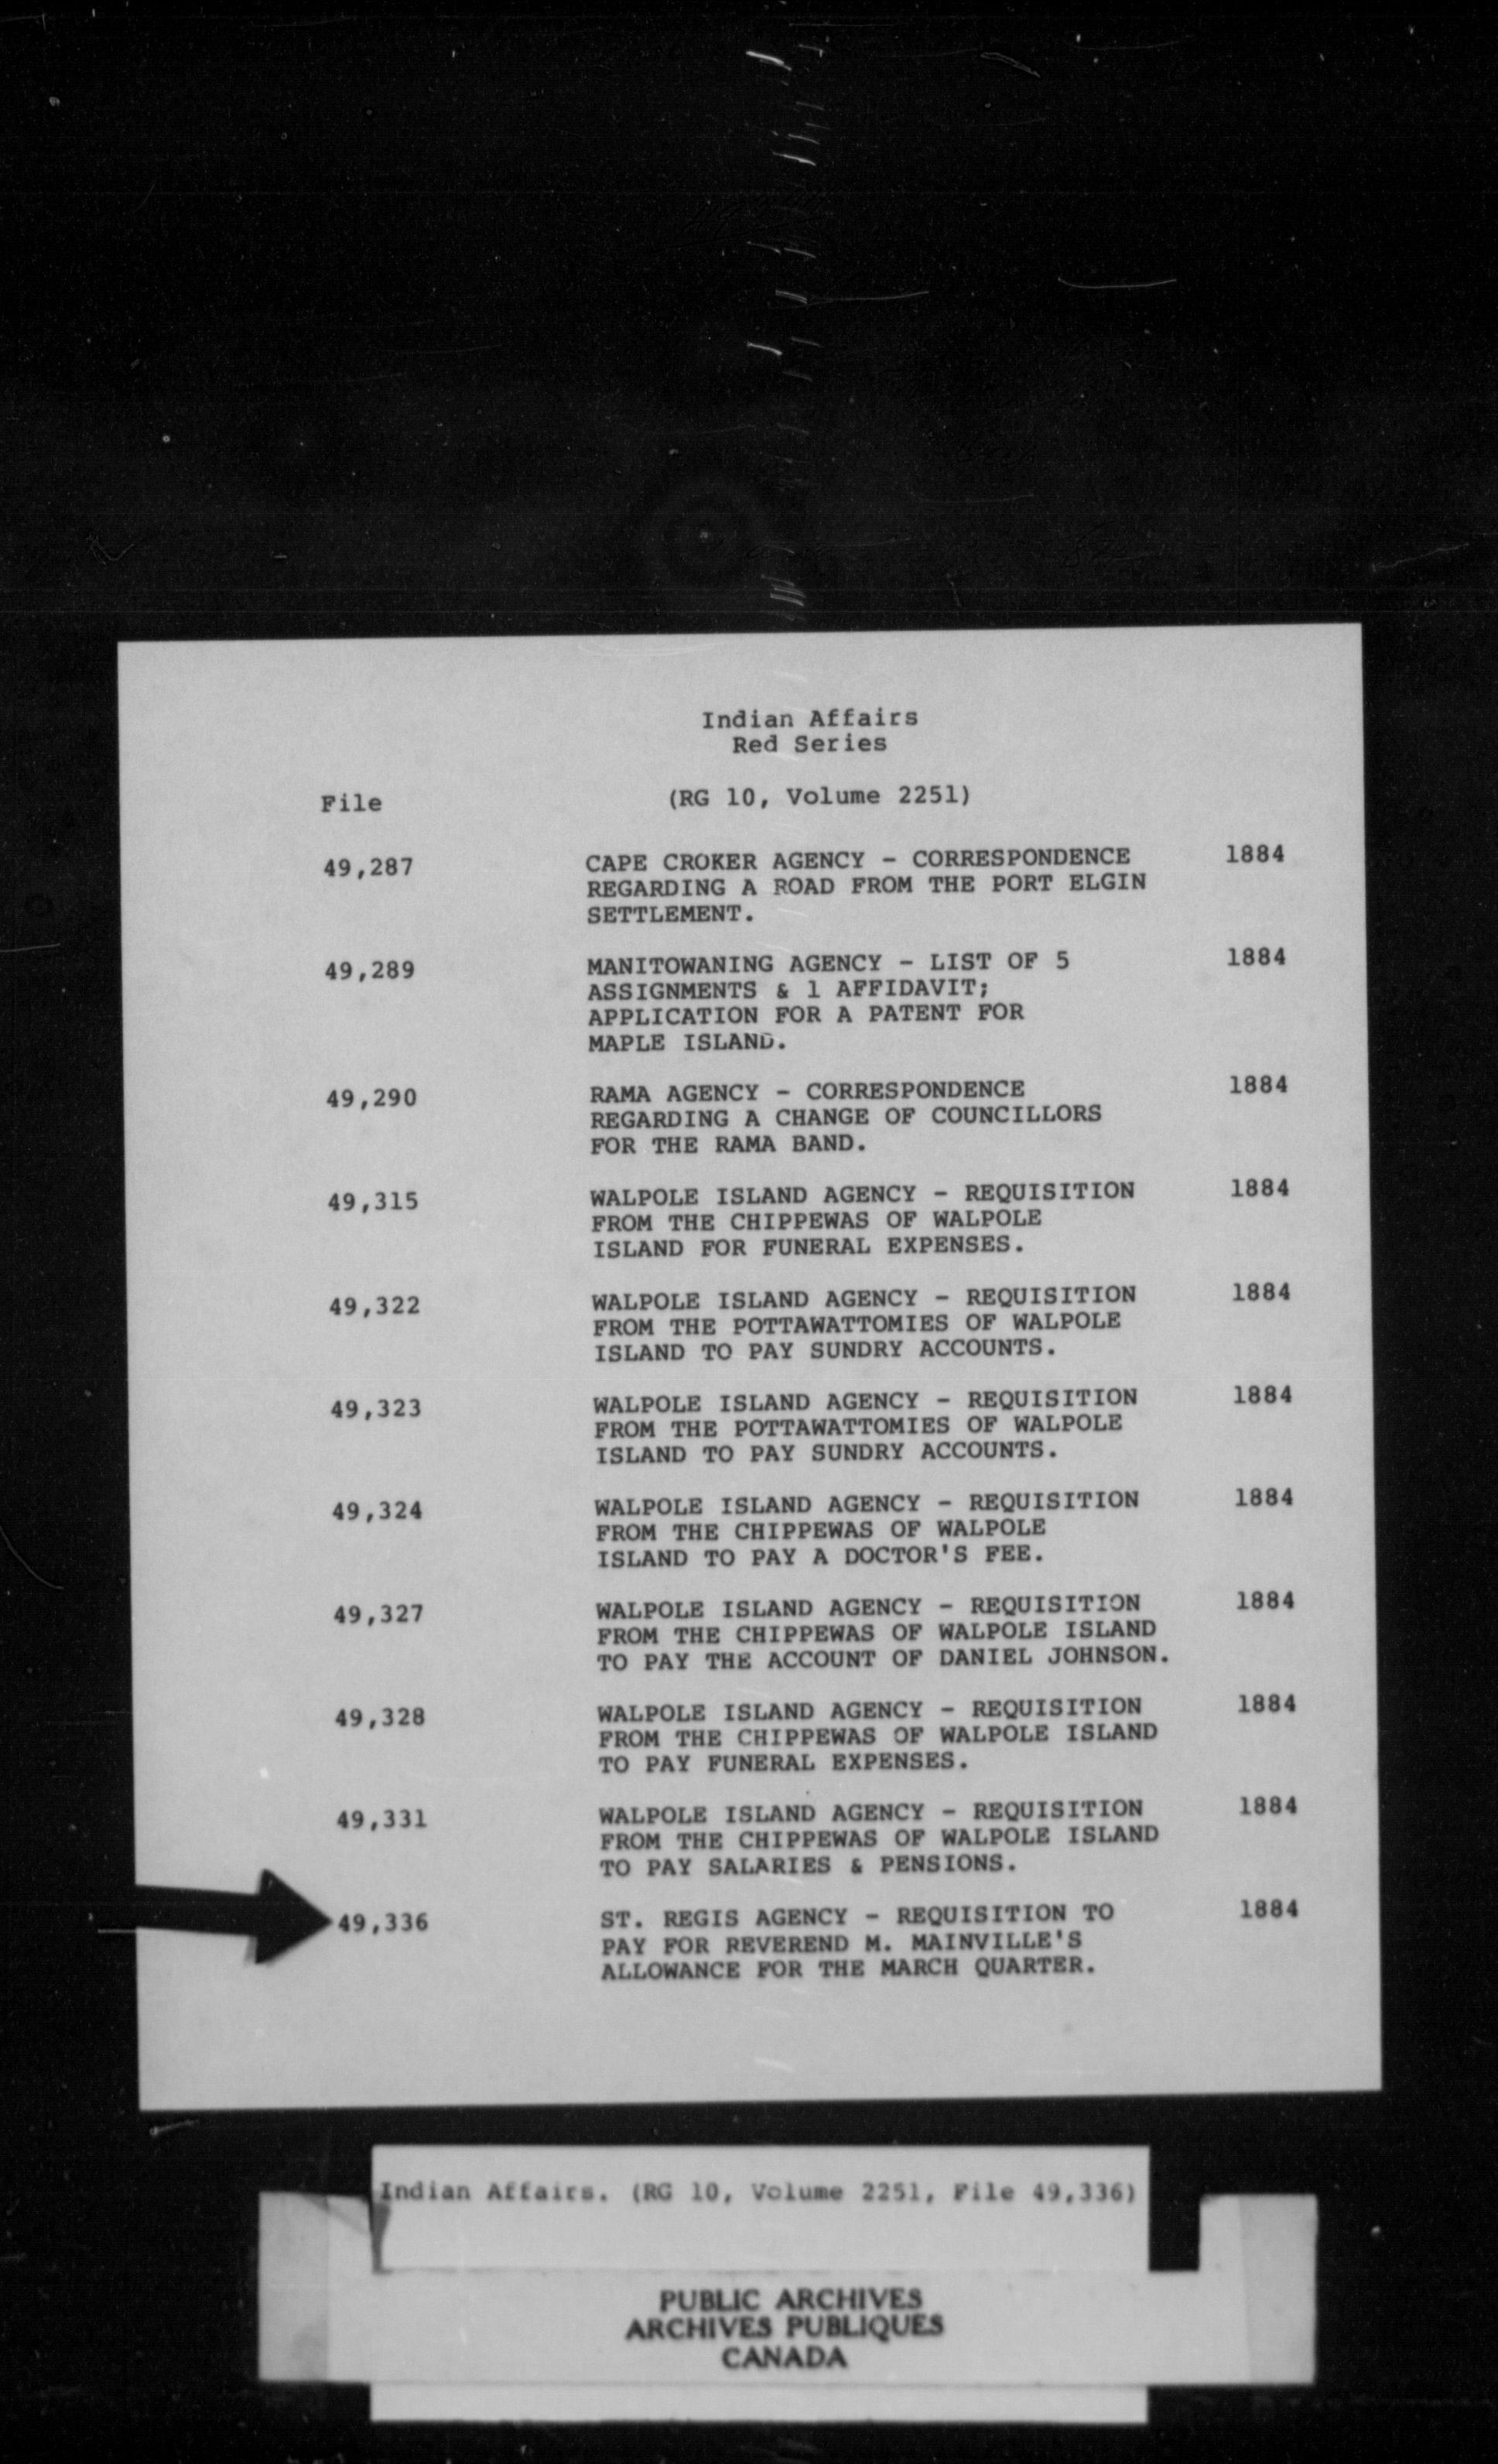 Indian Affairs
Red Series
File (RG 10, Volume 2251)
49,287 CAPE CROKER AGENCY - CORRESPONDENCE 1884
REGARDING A ROAD FROM THE PORT ELGIN
SETTLEMENT.
49,289 MANITOWANING AGENCY - LIST OF 5 1884
ASSIGNMENTS & 1 AFFIDAVIT;
APPLICATION FOR A PATENT FOR
MAPLE ISLAND.
49,290 RAMA AGENCY - CORRESPONDENCE 1884
REGARDING A CHANGE OF COUNCILLORS
FOR THE RAMA BAND.
49,315 WALPOLE ISLAND AGENCY - REQUISITION 1884
FROM THE CHIPPEWAS OF WALPOLE
ISLAND FOR FUNERAL EXPENSES.
49,322 WALPOLE ISLAND AGENCY - REQUISITION 1884
FROM THE POTTAWATTOMIES OF WALPOLE
ISLAND TO PAY SUNDRY ACCOUNTS.
49,323 WALPOLE ISLAND AGENCY - REQUISITION 1884
FROM THE POTTAWATTOMIES OF WALPOLE
ISLAND TO PAY SUNDRY ACCOUNTS.
49,324 WALPOLE ISLAND AGENCY - REQUISITION 1884
FROM THE CHIPPEWAS OF WALPOLE
ISLAND TO PAY A DOCTOR'S FEE.
49,327 WALPOLE ISLAND AGENCY - REQUISITION 1884
FROM THE CHIPPEWAS OF WALPOLE ISLAND
TO PAY THE ACCOUNT OF DANIEL JOHNSON.
49,328 WALPOLE ISLAND AGENCY - REQUISITION 1884
FROM THE CHIPPEWAS OF WALPOLE ISLAND
TO PAY FUNERAL EXPENSES.
49,331 WALPOLE ISLAND AGENCY - REQUISITION 1884
FROM THE CHIPPEWAS OF WALPOLE ISLAND
TO PAY SALARIES & PENSIONS.
49,336 ST. REGIS AGENCY - REQUISITION TO 1884
PAY FOR REVEREND M. MAINVILLE'S
ALLOWANCE FOR THE MARCH QUARTER.
Indian Affairs. (RG 10, Volume 2251, File 49,336)
PUBLIC ARCHIVES
ARCHIVES PUBLIQUES
CANADA